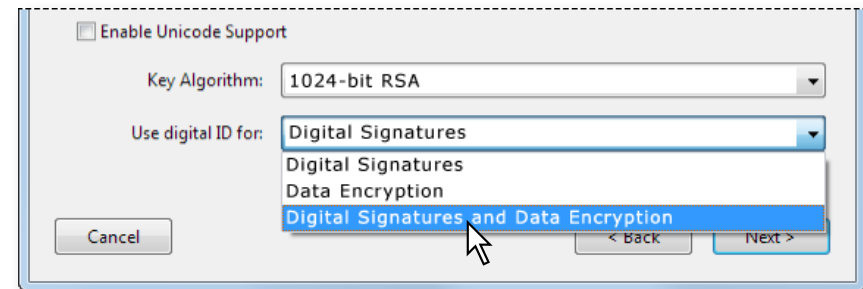 Enable Unicode Support
Key Algorithm: 1024-bit RSA
Use digital ID for: Digital Signatures
Digital Signatures
Data Encryption
Digital Signatures and Data Encryption
Cancel < Back Next >